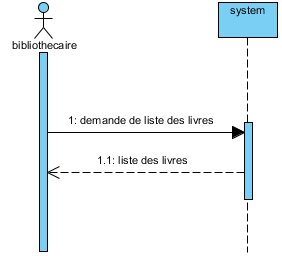 system
bibliothecaire
1: demande de liste des livres
1.1: liste des livres